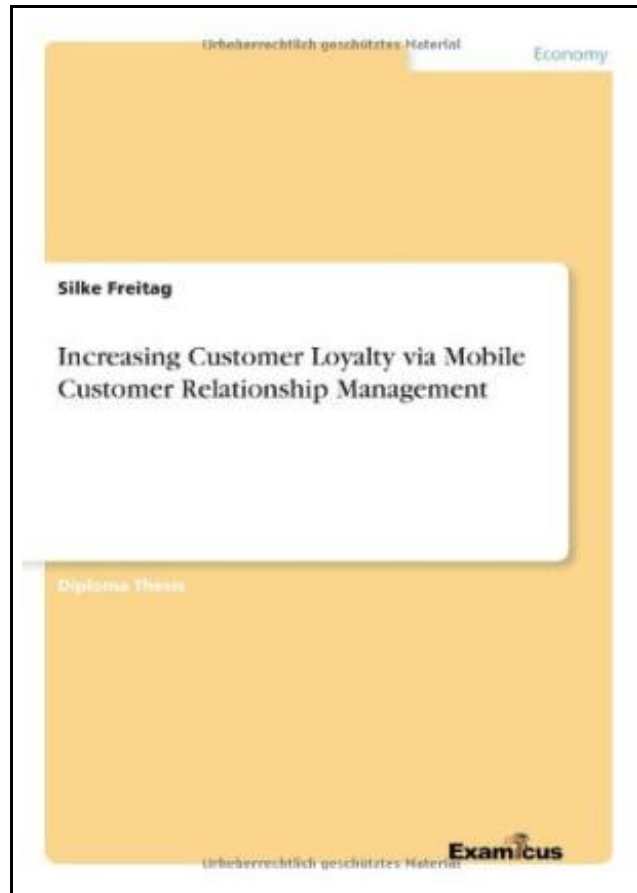 Urheberrechtlich geschütztes Material
Economy
Silke Freitag
Increasing Customer Loyalty via Mobile
Customer Relationship Management
Diploma Thesis
Examicus
Urheberrechtlich geschütztes Material